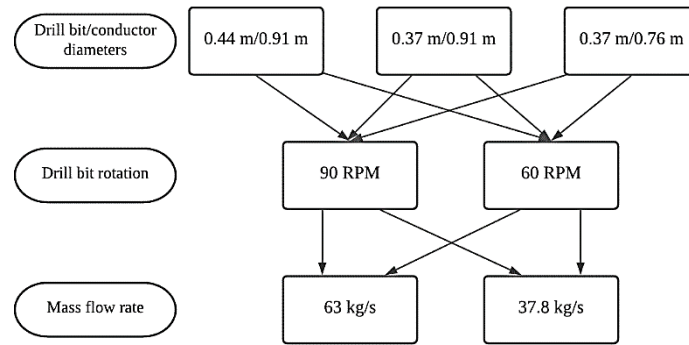 Drill bit/conductor
diameters
0.44 m/0.91 m
0.37 m/0.91 m
0.37 m/0.76 m
Drill bit rotation
90 RPM
60 RPM
Mass flow rate
63 kg/s
37.8 kg/s